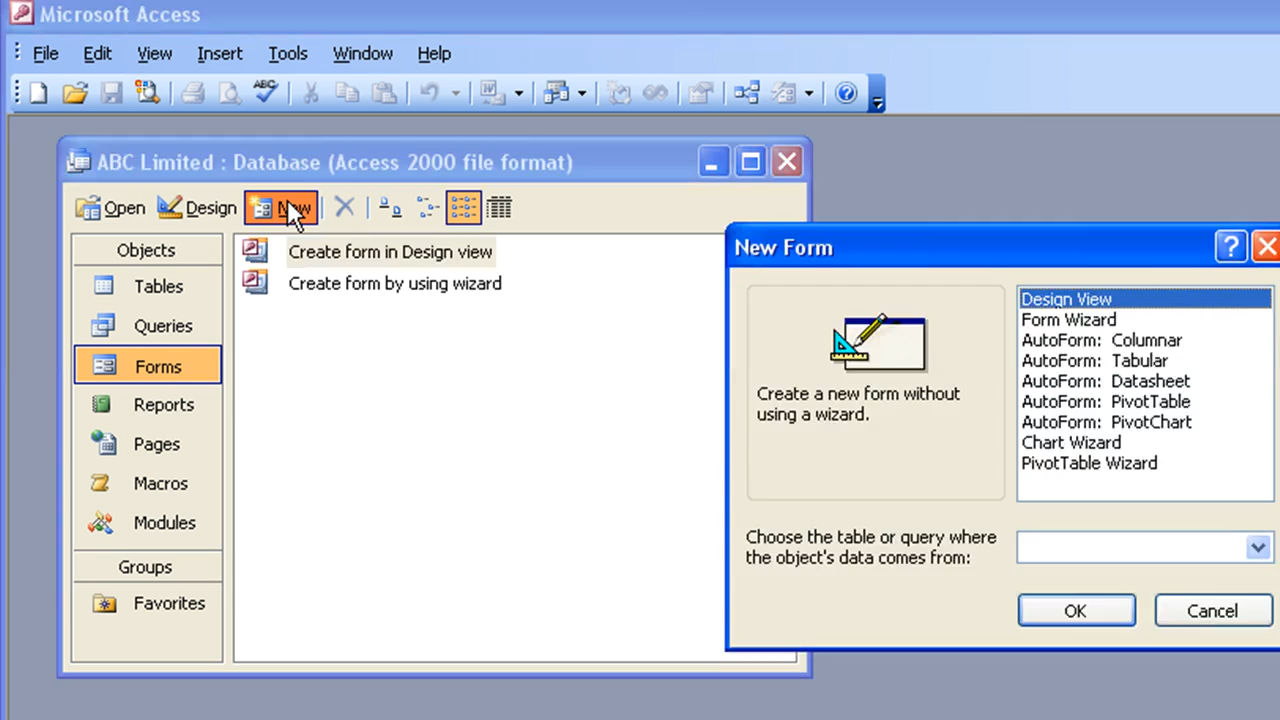 Microsoft Access
File Edit View Insert Tools Window Help
ABC
ABC Limited : Database (Access 2000 file format)
Open Design New
Objects
Tables
Queries
Forms
Reports
Pages
Macros
Modules
Groups
Favorites
Create form in Design view
Create form by using wizard
New Form
Create a new form without
using a wizard.
Design View
Form Wizard
AutoForm: Columnar
AutoForm: Tabular
AutoForm: Datasheet
AutoForm: PivotTable
AutoForm: PivotChart
Chart Wizard
PivotTable Wizard
Choose the table or query where
the object's data comes from:
OK Cancel